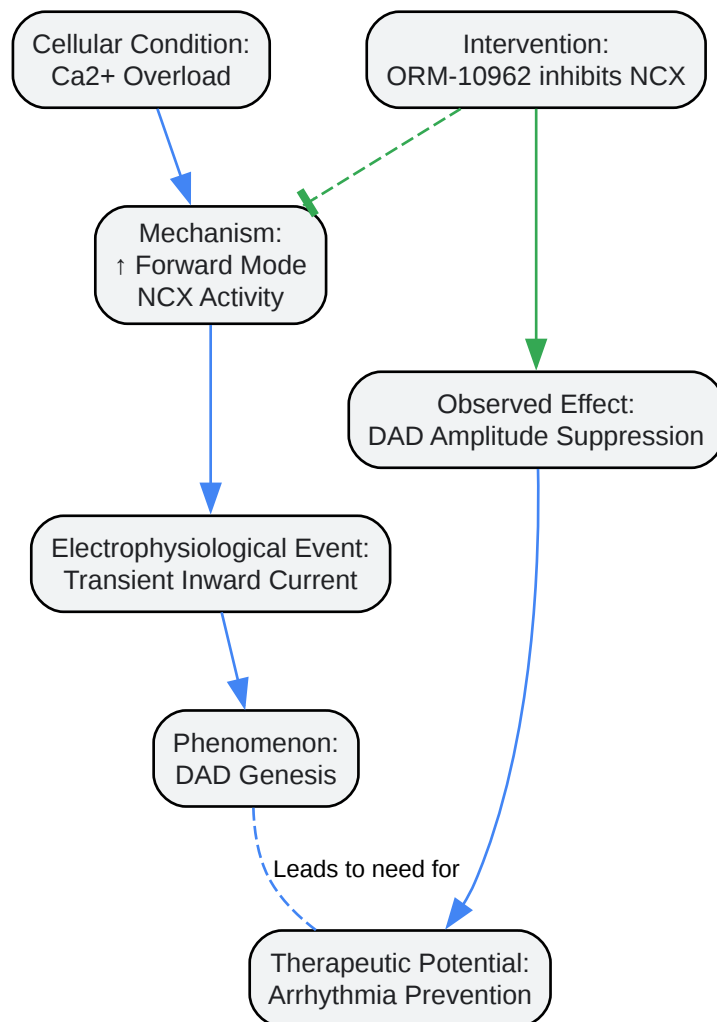 Cellular Condition:
Ca2+ Overload
Intervention:
ORM-10962 inhibits NCX
Mechanism:
↑ Forward Mode
NCX Activity
Observed Effect:
DAD Amplitude Suppression
Electrophysiological Event:
Transient Inward Current
Phenomenon:
DAD Genesis
Leads to need for
Therapeutic Potential:
Arrhythmia Prevention